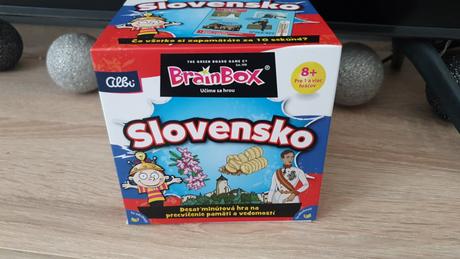 Slovensko
Čo všetko si zapamätáte za 10 sekúnd?
THE GREEN BOARD GAME Co
Albi
BrainBox
Učíme sa hrou
8+
Pre 1 a viac
hráčov
Slovensko
Desaťminútová hra na
precvičenie pamäti a vedomostí